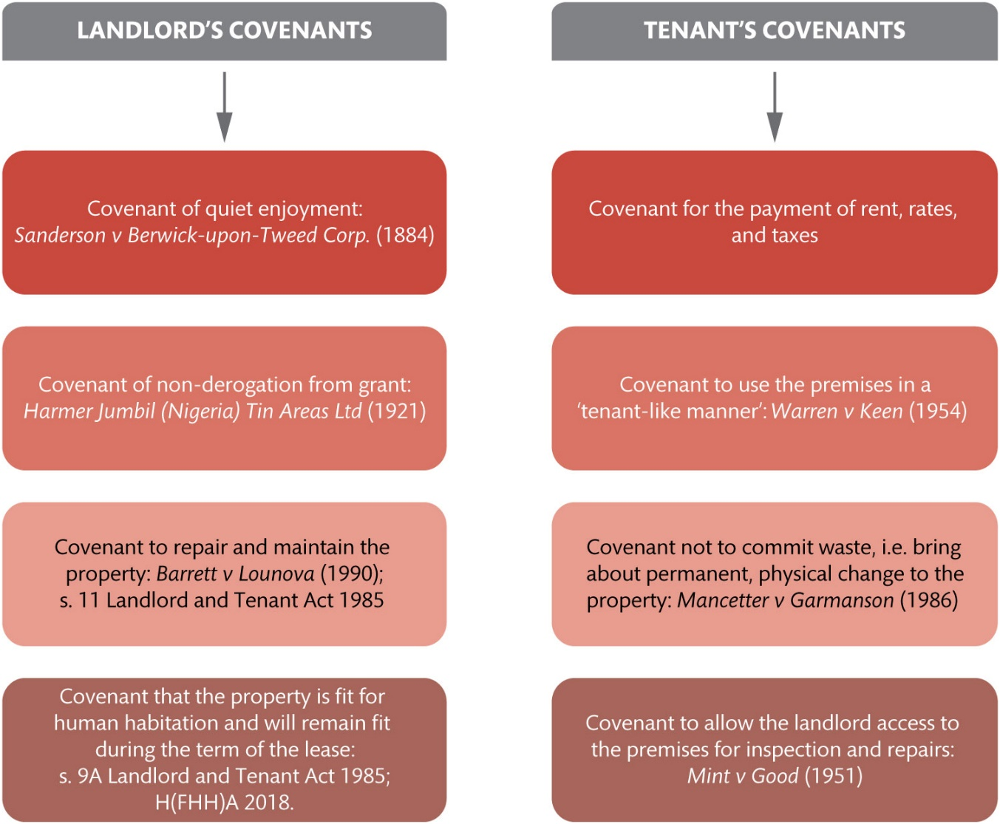 LANDLORD'S COVENANTS
Covenant of quiet enjoyment:
Sanderson v Berwick-upon-Tweed Corp. (1884)
Covenant of non-derogation from grant:
Harmer Jumbil (Nigeria) Tin Areas Ltd (1921)
Covenant to repair and maintain the
property: Barrett v Lounova (1990);
s. 11 Landlord and Tenant Act 1985
Covenant that the property is fit for
human habitation and will remain fit
during the term of the lease:
s. 9A Landlord and Tenant Act 1985;
H(FHH)A 2018.
TENANT'S COVENANTS
Covenant for the payment of rent, rates,
and taxes
Covenant to use the premises in a
‘tenant-like manner’: Warren v Keen (1954)
Covenant not to commit waste, i.e. bring
about permanent, physical change to the
property: Mancetter v Garmanson (1986)
Covenant to allow the landlord access to
the premises for inspection and repairs:
Mint v Good (1951)